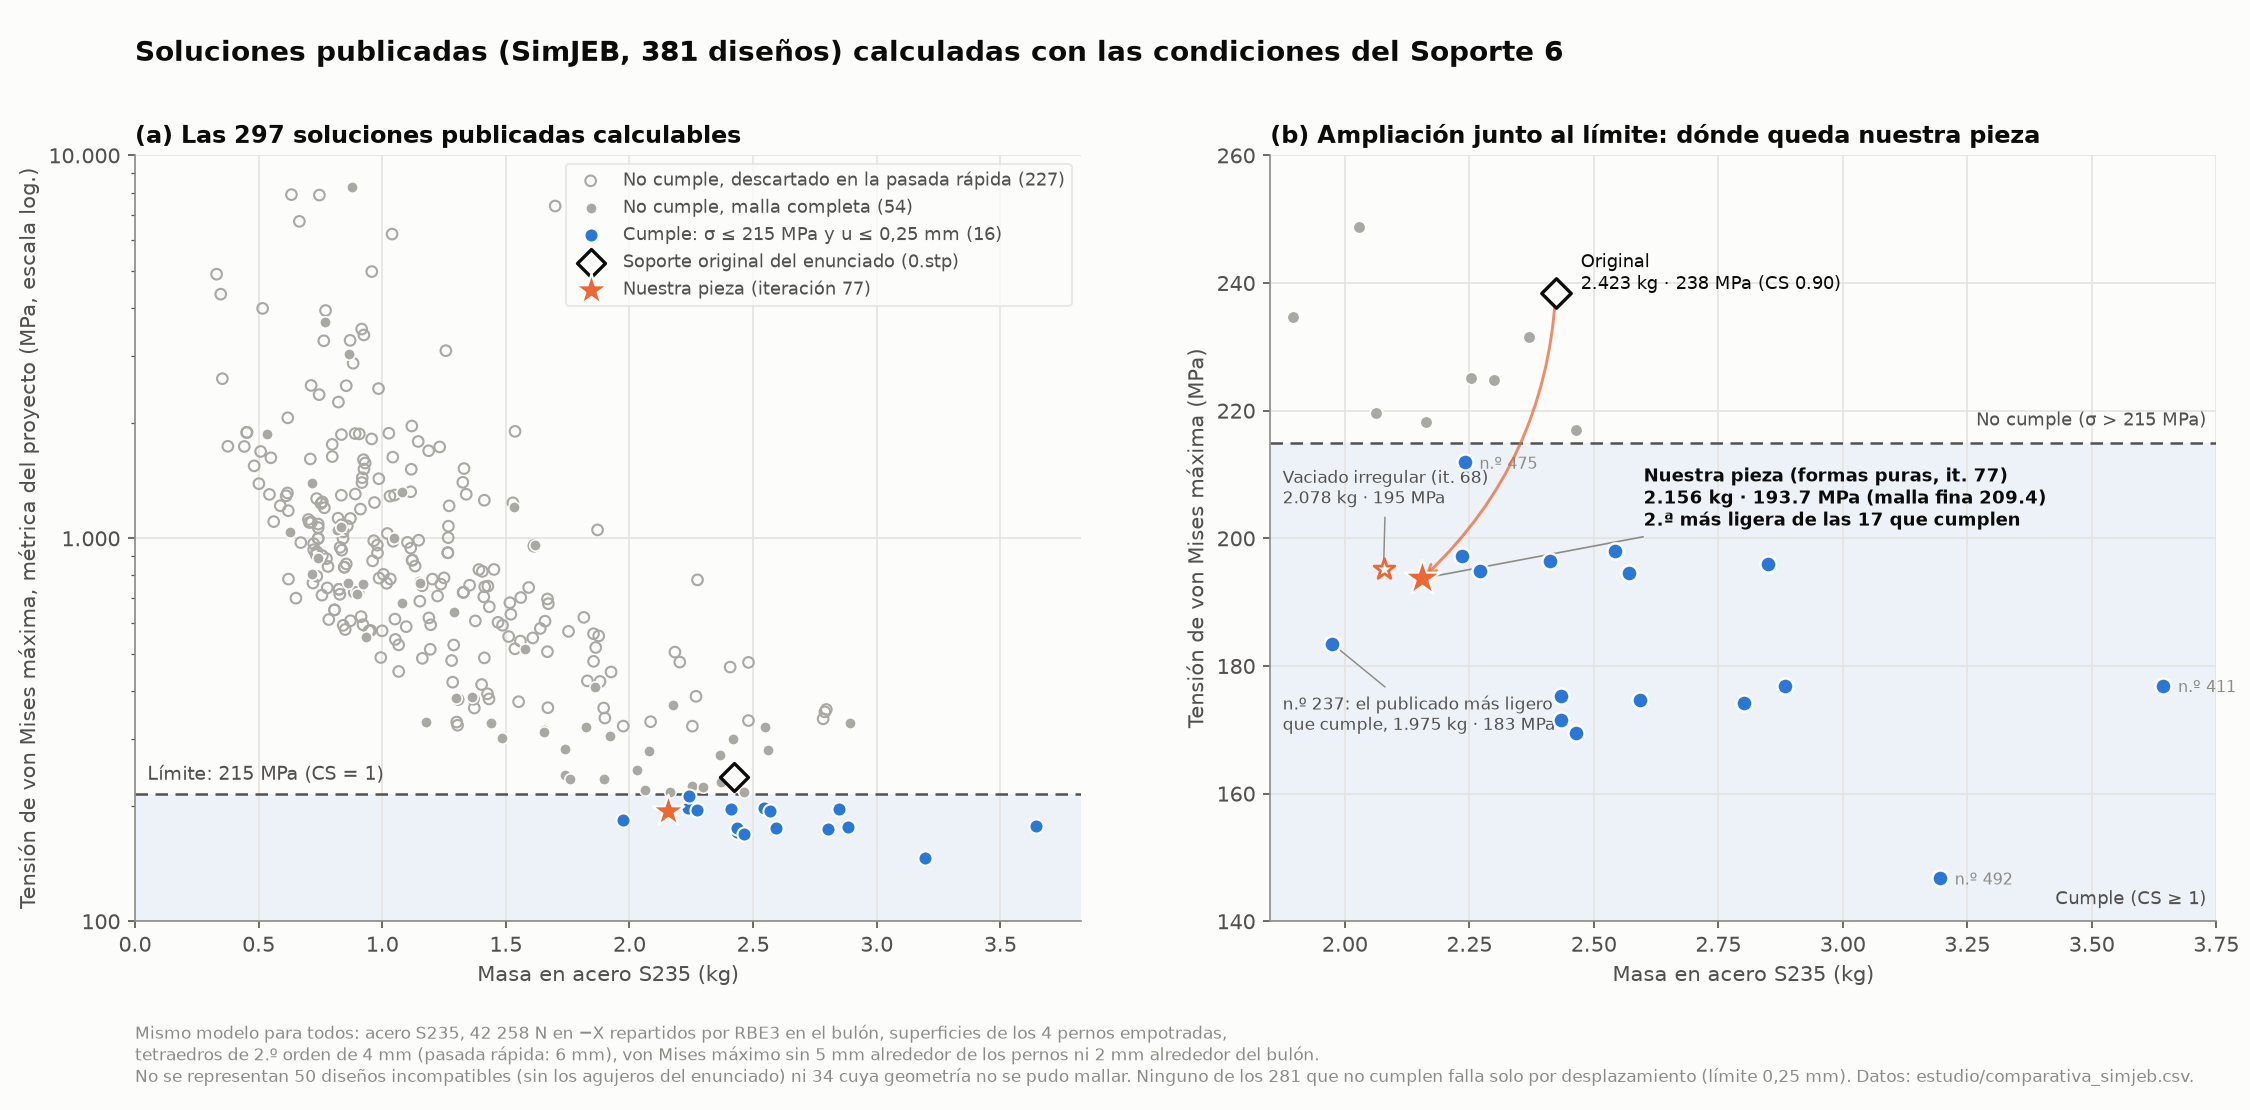 Soluciones publicadas (SimJEB, 381 diseños) calculadas con las condiciones del Soporte 6
(a) Las 297 soluciones publicadas calculables
Tensión de von Mises máxima, métrica del proyecto (MPa, escala log.)
10.000
1.000
100
No cumple, descartado en la pasada rápida (227)
No cumple, malla completa (54)
Cumple: σ ≤ 215 MPa y u ≤ 0,25 mm (16)
Soporte original del enunciado (0.stp)
Nuestra pieza (iteración 77)
Límite: 215 MPa (CS = 1)
0.0 0.5 1.0 1.5 2.0 2.5 3.0 3.5
Masa en acero S235 (kg)
(b) Ampliación junto al límite: dónde queda nuestra pieza
Tensión de von Mises máxima (MPa)
260
240
220
200
180
160
140
Original
2.423 kg · 238 MPa (CS 0.90)
No cumple (σ > 215 MPa)
n.º 475
Vaciado irregular (it. 68)
2.078 kg · 195 MPa
Nuestra pieza (formas puras, it. 77)
2.156 kg · 193.7 MPa (malla fina 209.4)
2.ª más ligera de las 17 que cumplen
n.º 237: el publicado más ligero
que cumple, 1.975 kg · 183 MPa
n.º 411
n.º 492
Cumple (CS ≥ 1)
2.00 2.25 2.50 2.75 3.00 3.25 3.50 3.75
Masa en acero S235 (kg)
Mismo modelo para todos: acero S235, 42 258 N en −X repartidos por RBE3 en el bulón, superficies de los 4 pernos empotradas,
tetraedros de 2.º orden de 4 mm (pasada rápida: 6 mm), von Mises máximo sin 5 mm alrededor de los pernos ni 2 mm alrededor del bulón.
No se representan 50 diseños incompatibles (sin los agujeros del enunciado) ni 34 cuya geometría no se pudo mallar. Ninguno de los 281 que no cumplen falla solo por desplazamiento (límite 0,25 mm). Datos: estudio/comparativa_simjeb.csv.